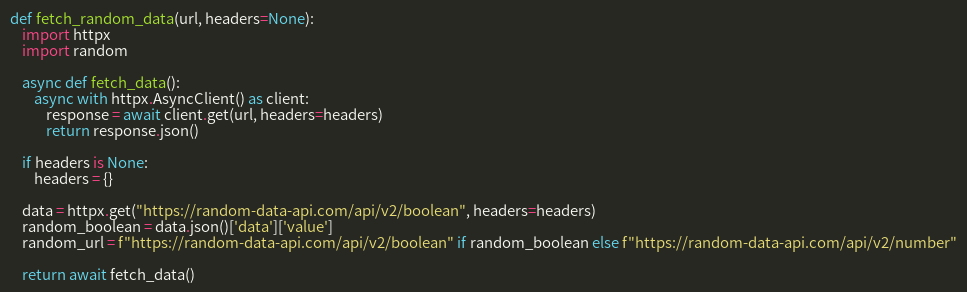 def fetch_random_data(url, headers=None):
    import httpx
    import random

    async def fetch_data():
        async with httpx.AsyncClient() as client:
            response = await client.get(url, headers=headers)
            return response.json()

    if headers is None:
        headers = {}

    data = httpx.get("https://random-data-api.com/api/v2/boolean", headers=headers)
    random_boolean = data.json()['data']['value']
    random_url = f"https://random-data-api.com/api/v2/boolean" if random_boolean else f"https://random-data-api.com/api/v2/number"

    return await fetch_data()